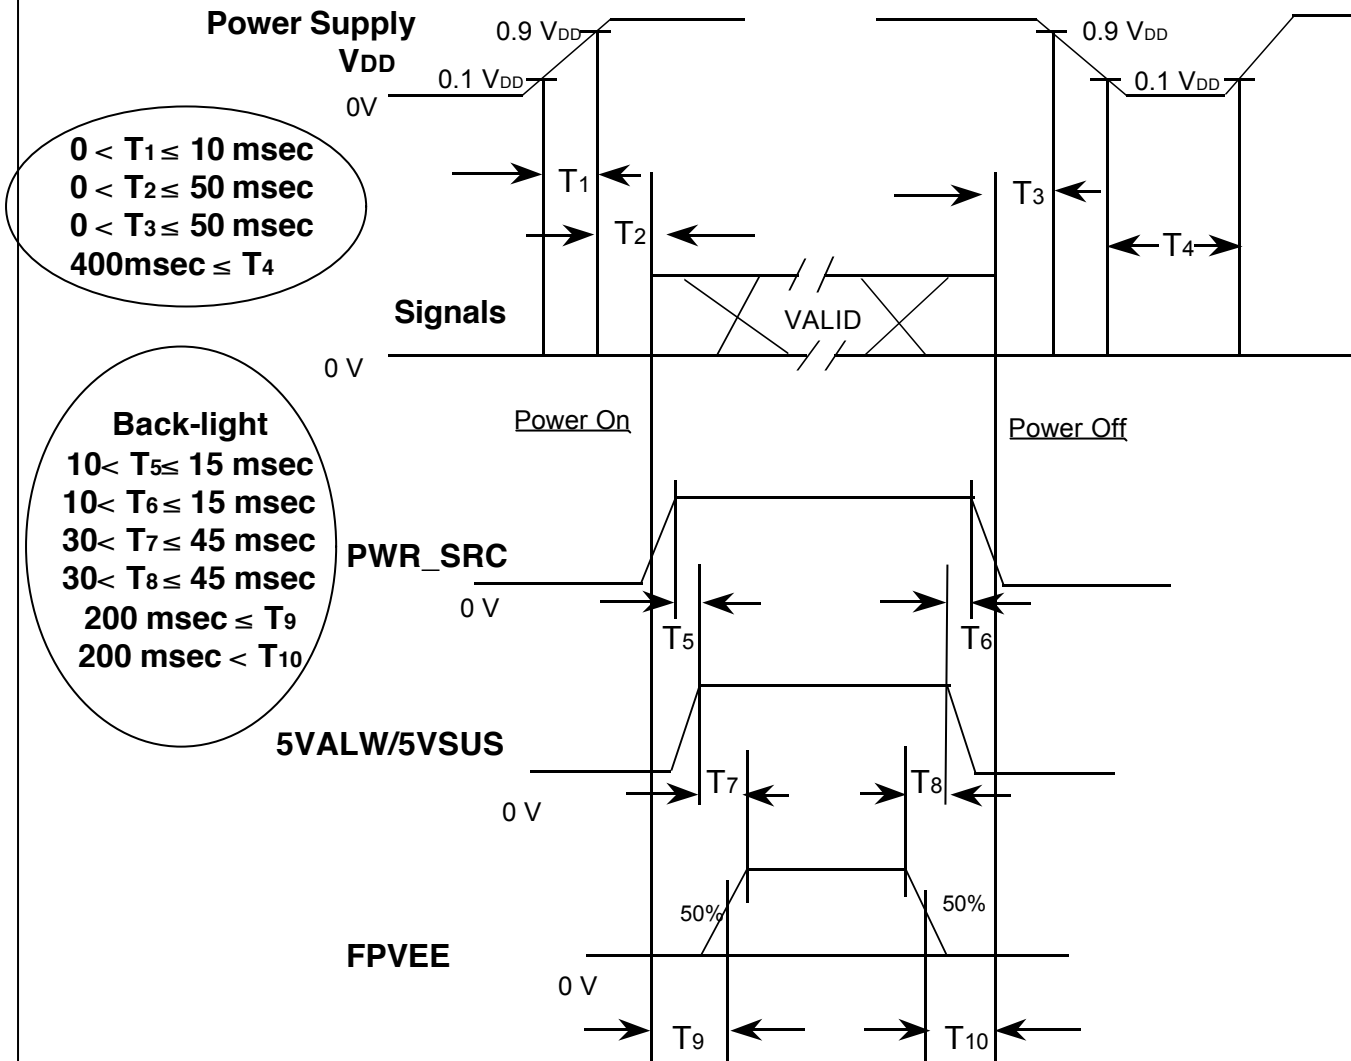 Power Supply
VDD
0.9 VDD
0.1 VDD
0V
0.9 VDD
0.1 VDD
0 < T1 ≤ 10 msec
0 < T2 ≤ 50 msec
0 < T3 ≤ 50 msec
400msec ≤ T4
T1
T2
T3
T4
Signals
VALID
0 V
Power On
Power Off
Back-light
10< T5≤ 15 msec
10< T6 ≤ 15 msec
30< T7 ≤ 45 msec
30< T8 ≤ 45 msec
200 msec ≤ T9
200 msec < T10
PWR_SRC
0 V
T5
T6
5VALW/5VSUS
0 V
T7
T8
50%
50%
FPVEE
0 V
T9
T10